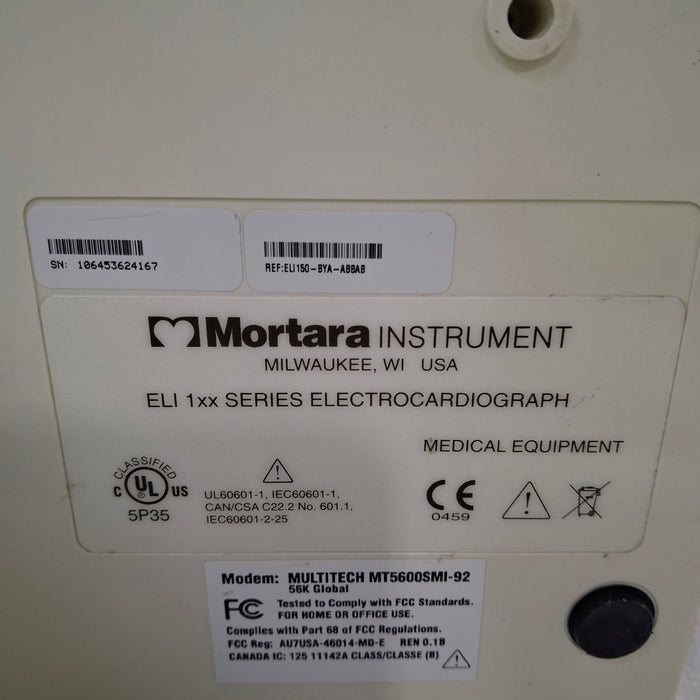 SN: 106453624167
REF:ELI150-BYA-ABBAB
Mortara INSTRUMENT
MILWAUKEE, WI USA
ELI 1xx SERIES ELECTROCARDIOGRAPH
MEDICAL EQUIPMENT
CLASSIFIED
C UL US
5P35
UL60601-1, IEC60601-1,
CAN/CSA C22.2 No. 601.1,
IEC60601-2-25
CE
0459
Modem: MULTITECH MT5600SMI-92
56K Global
FC Tested to Comply with FCC Standards.
FOR HOME OR OFFICE USE.
Complies with Part 68 of FCC Regulations.
FCC Reg: AU7USA-46014-MD-E REN 0.1B
CANADA IC: 125 11142A CLASS/CLASSE (B)